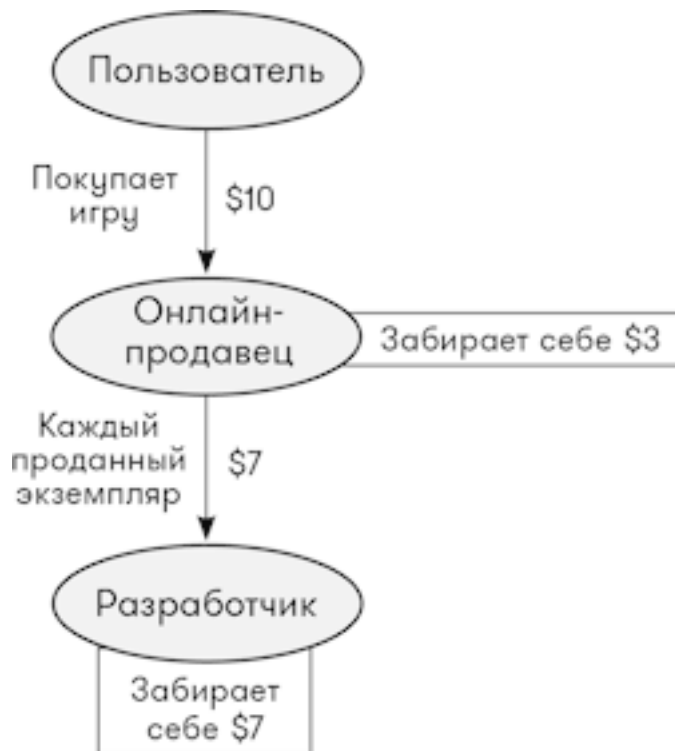 Пользователь
Покупает
игру
$10
Онлайн-
продавец
Забирает себе $3
Каждый
проданный
экземпляр
$7
Разработчик
Забирает
себе $7